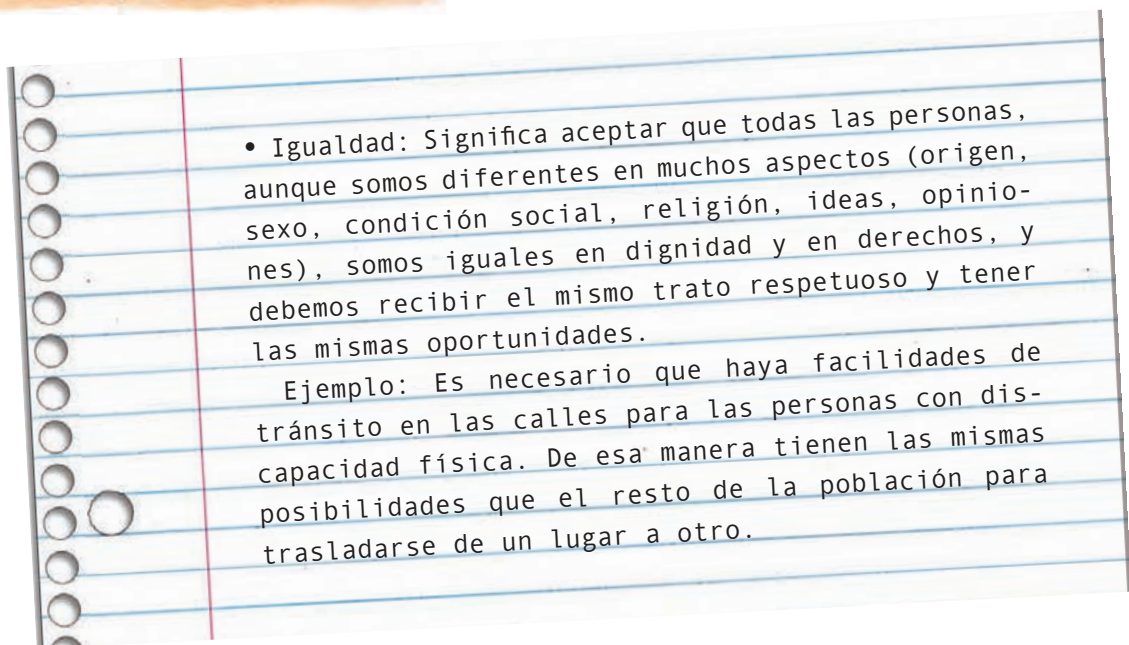 • Igualdad: Significa aceptar que todas las personas,
aunque somos diferentes en muchos aspectos (origen,
sexo, condición social, religión, ideas, opinio-
nes), somos iguales en dignidad y en derechos, y
debemos recibir el mismo trato respetuoso y tener
las mismas oportunidades.
Ejemplo: Es necesario que haya facilidades de
tránsito en las calles para las personas con dis-
capacidad física. De esa manera tienen las mismas
posibilidades que el resto de la población para
trasladarse de un lugar a otro.